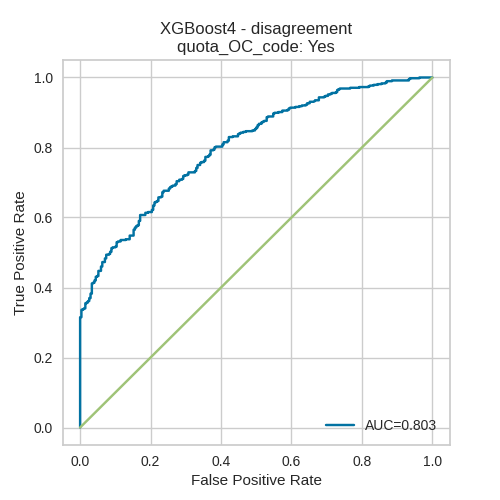 XGBoost4 - disagreement
quota_OC_code: Yes
True Positive Rate
1.0
0.8
0.6
0.4
0.2
0.0
AUC=0.803
0.0 0.2 0.4 0.6 0.8 1.0
False Positive Rate